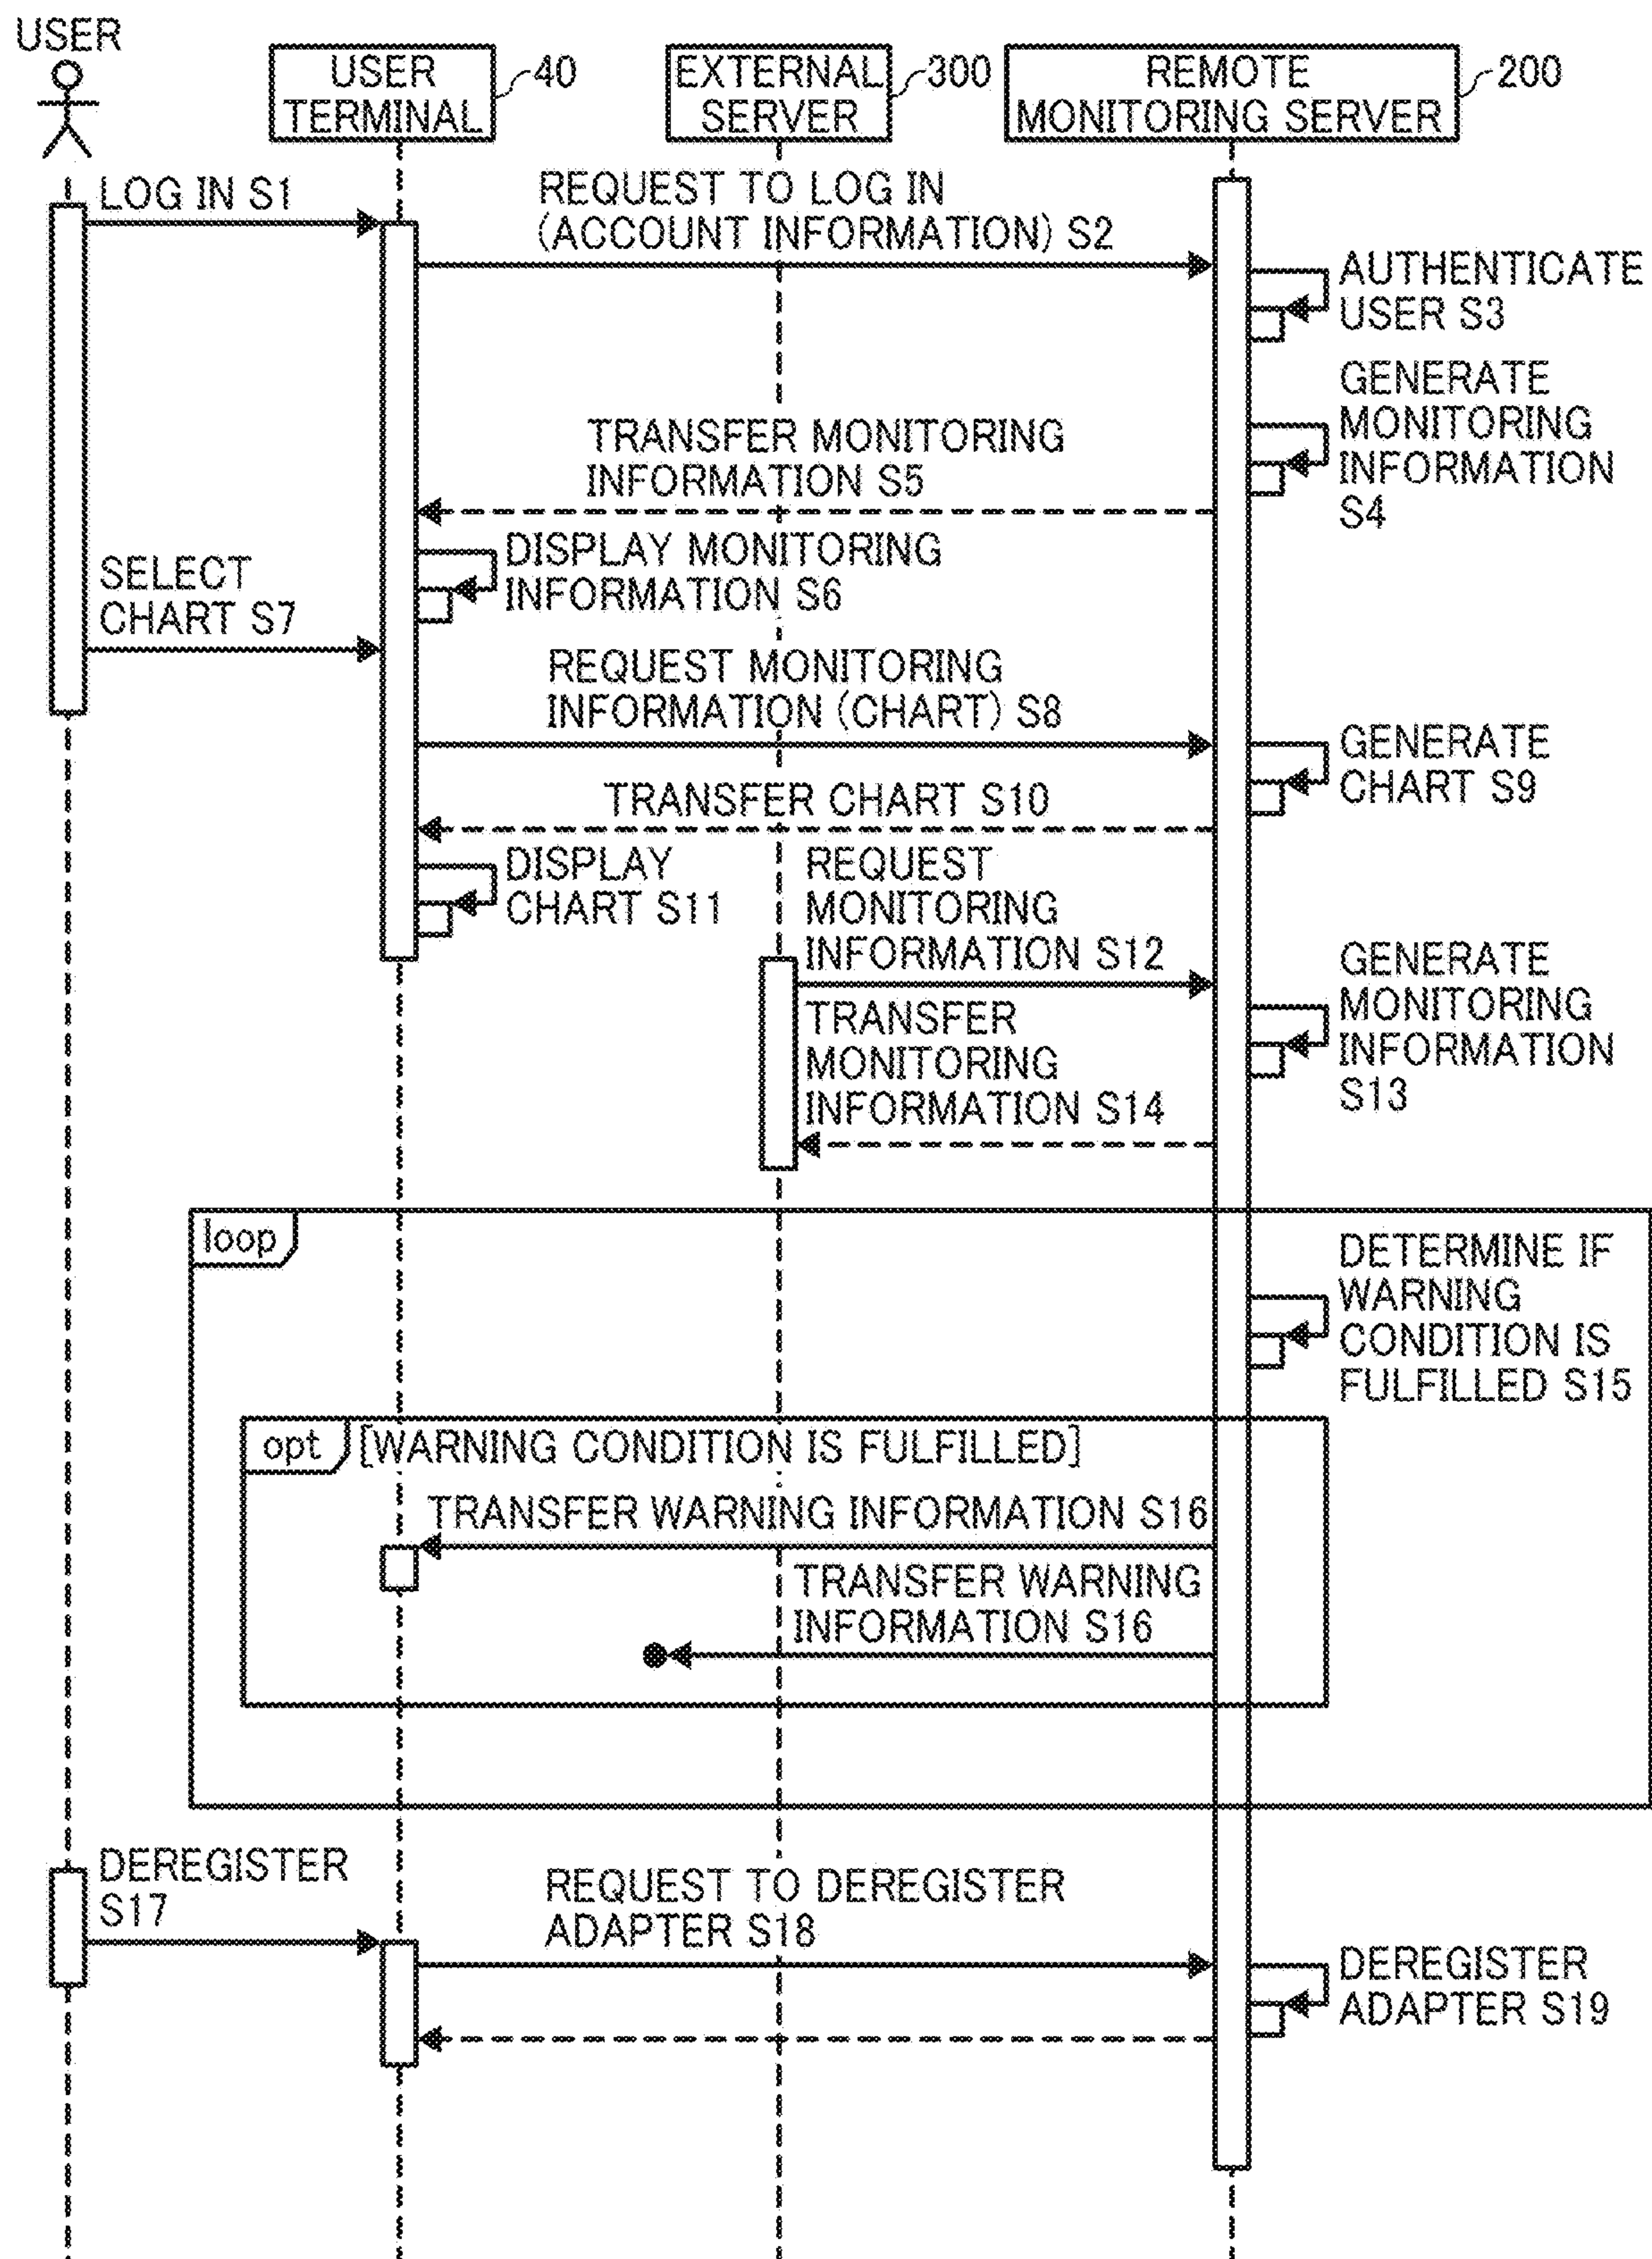 USER
USER
TERMINAL
40
EXTERNAL
SERVER
300
REMOTE
MONITORING SERVER
200
LOG IN S1
REQUEST TO LOG IN
(ACCOUNT INFORMATION) S2
AUTHENTICATE
USER S3
GENERATE
MONITORING
INFORMATION
S4
TRANSFER MONITORING
INFORMATION S5
DISPLAY MONITORING
INFORMATION S6
SELECT
CHART S7
REQUEST MONITORING
INFORMATION (CHART) S8
GENERATE
CHART S9
TRANSFER CHART S10
DISPLAY
CHART S11
REQUEST
MONITORING
INFORMATION S12
GENERATE
MONITORING
INFORMATION
S13
TRANSFER
MONITORING
INFORMATION S14
loop
DETERMINE IF
WARNING
CONDITION IS
FULFILLED S15
opt
[WARNING CONDITION IS FULFILLED]
TRANSFER WARNING INFORMATION S16
TRANSFER WARNING
INFORMATION S16
DEREGISTER
S17
REQUEST TO DEREGISTER
ADAPTER S18
DEREGISTER
ADAPTER S19